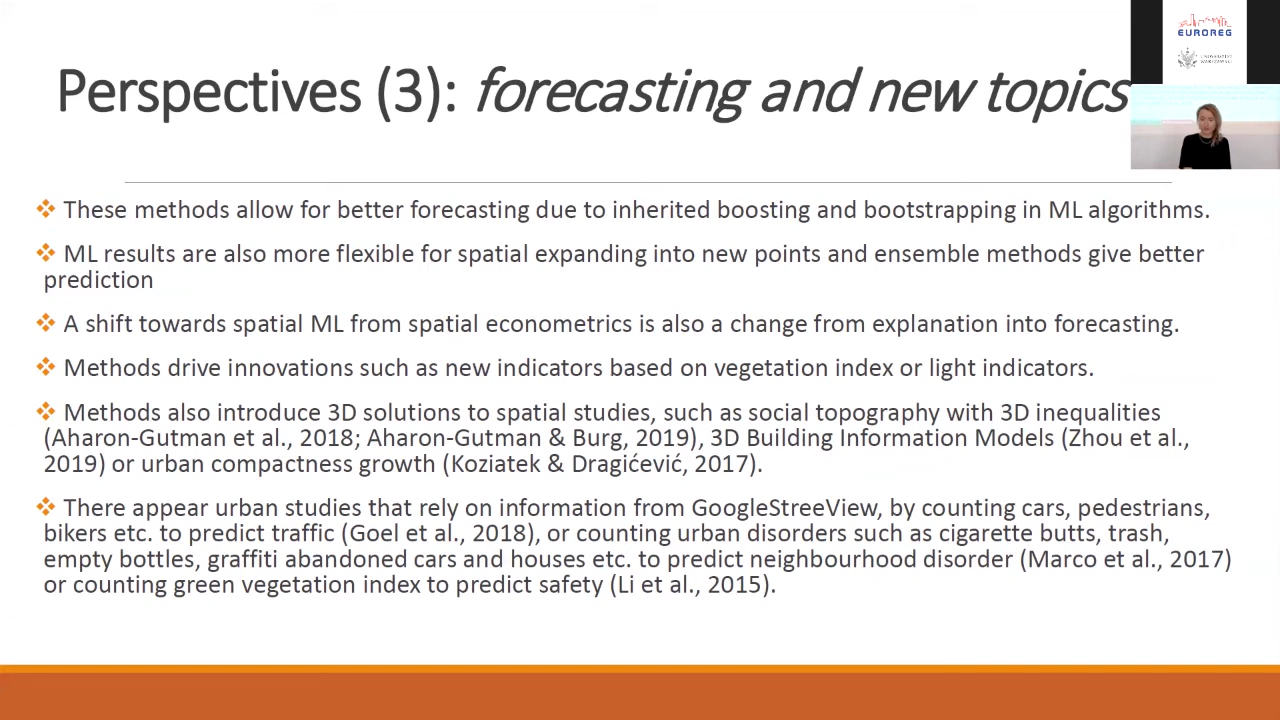 EUROREG
UNIWERSYTET
WARSZAWSKI
Perspectives (3): forecasting and new topics
❖ These methods allow for better forecasting due to inherited boosting and bootstrapping in ML algorithms.
❖ ML results are also more flexible for spatial expanding into new points and ensemble methods give better
prediction
❖ A shift towards spatial ML from spatial econometrics is also a change from explanation into forecasting.
❖ Methods drive innovations such as new indicators based on vegetation index or light indicators.
❖ Methods also introduce 3D solutions to spatial studies, such as social topography with 3D inequalities
(Aharon-Gutman et al., 2018; Aharon-Gutman & Burg, 2019), 3D Building Information Models (Zhou et al.,
2019) or urban compactness growth (Koziatek & Dragićević, 2017).
❖ There appear urban studies that rely on information from GoogleStreeView, by counting cars, pedestrians,
bikers etc. to predict traffic (Goel et al., 2018), or counting urban disorders such as cigarette butts, trash,
empty bottles, graffiti abandoned cars and houses etc. to predict neighbourhood disorder (Marco et al., 2017)
or counting green vegetation index to predict safety (Li et al., 2015).